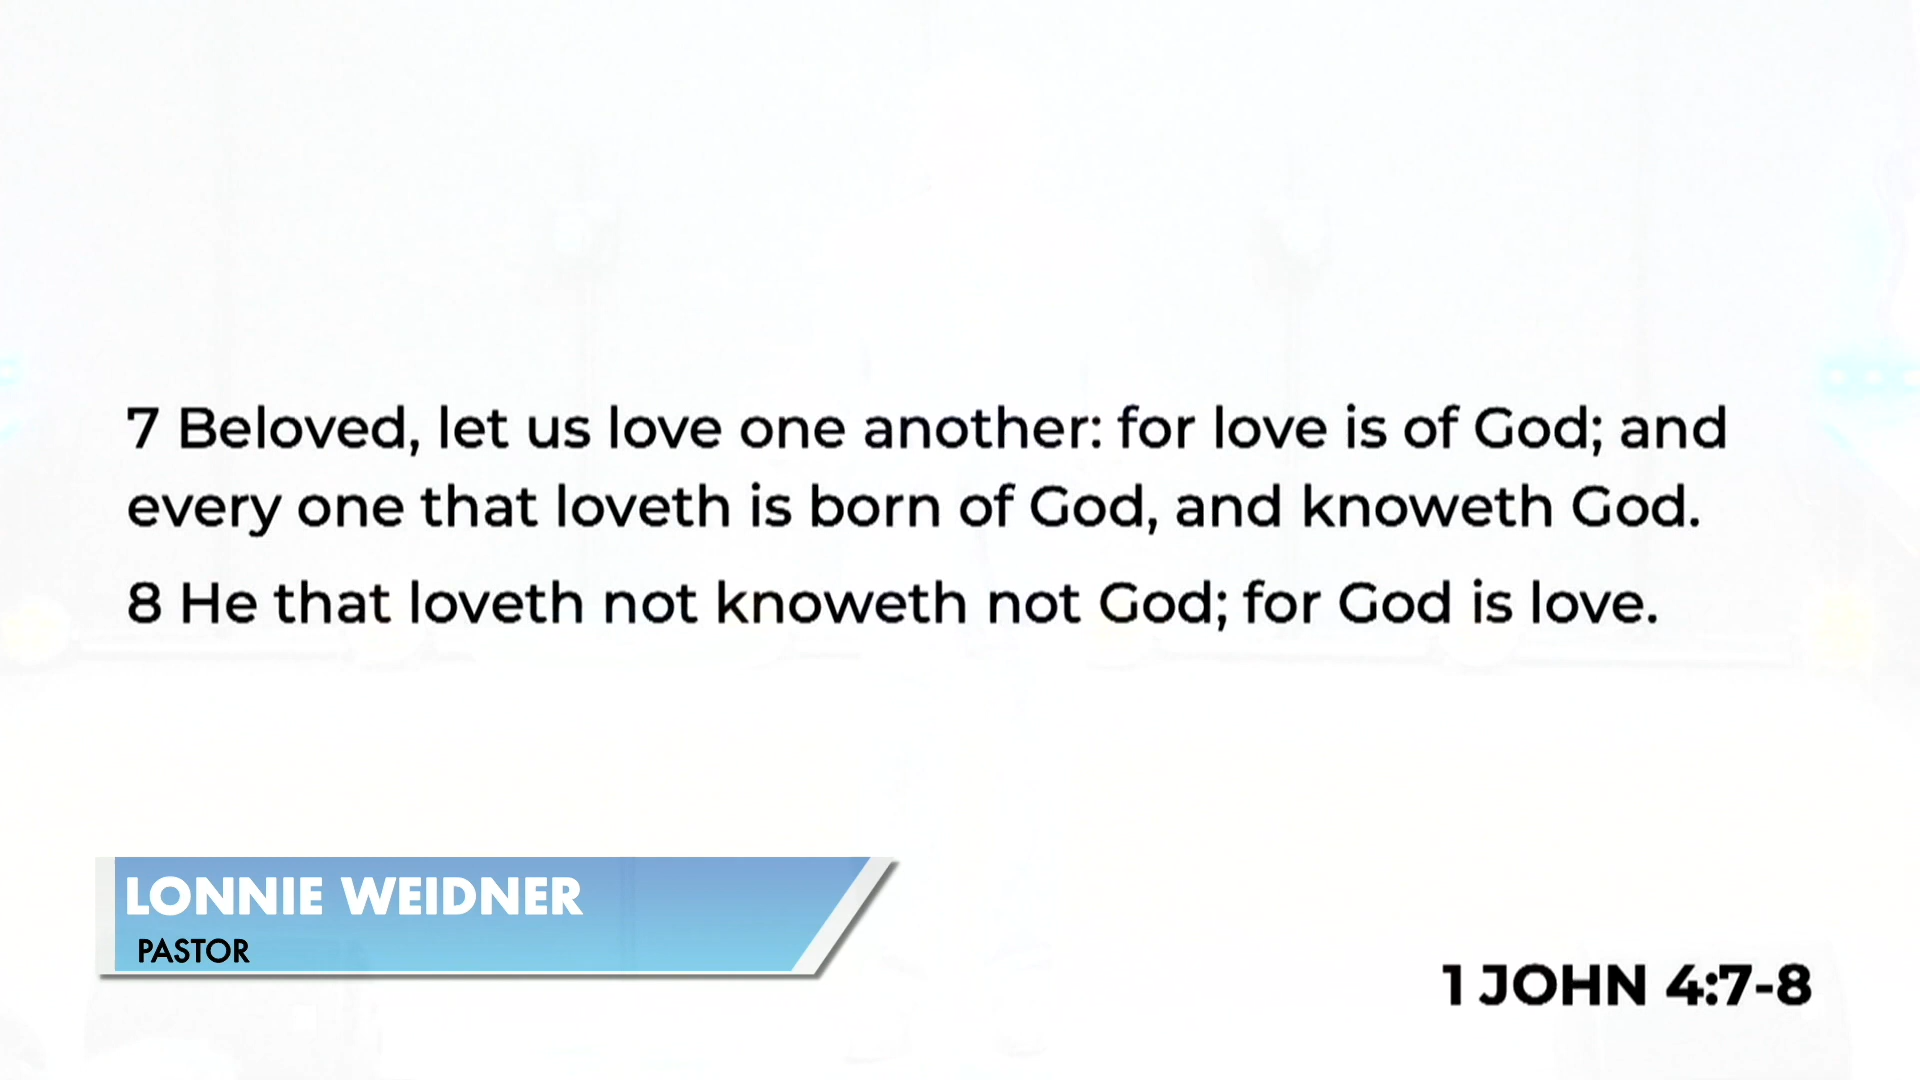 7 Beloved, let us love one another: for love is of God; and
every one that loveth is born of God, and knoweth God.
8 He that loveth not knoweth not God; for God is love.
LONNIE WEIDNER
PASTOR
1 JOHN 4:7-8